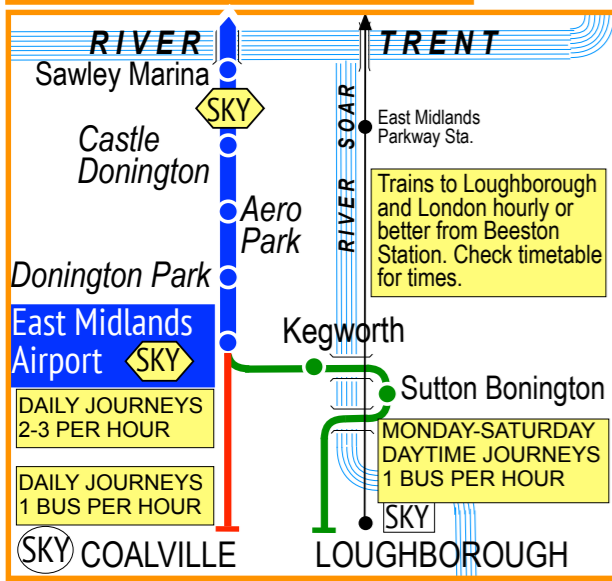 RIVER TRENT
Sawley Marina
SKY
Castle
Donington
Aero
Park
Donington Park
East Midlands
Airport SKY
DAILY JOURNEYS
2-3 PER HOUR
DAILY JOURNEYS
1 BUS PER HOUR
SKY COALVILLE
RIVER SOAR
East Midlands
Parkway Sta.
Trains to Loughborough
and London hourly or
better from Beeston
Station. Check timetable
for times.
Kegworth
Sutton Bonington
MONDAY-SATURDAY
DAYTIME JOURNEYS
1 BUS PER HOUR
SKY
LOUGHBOROUGH